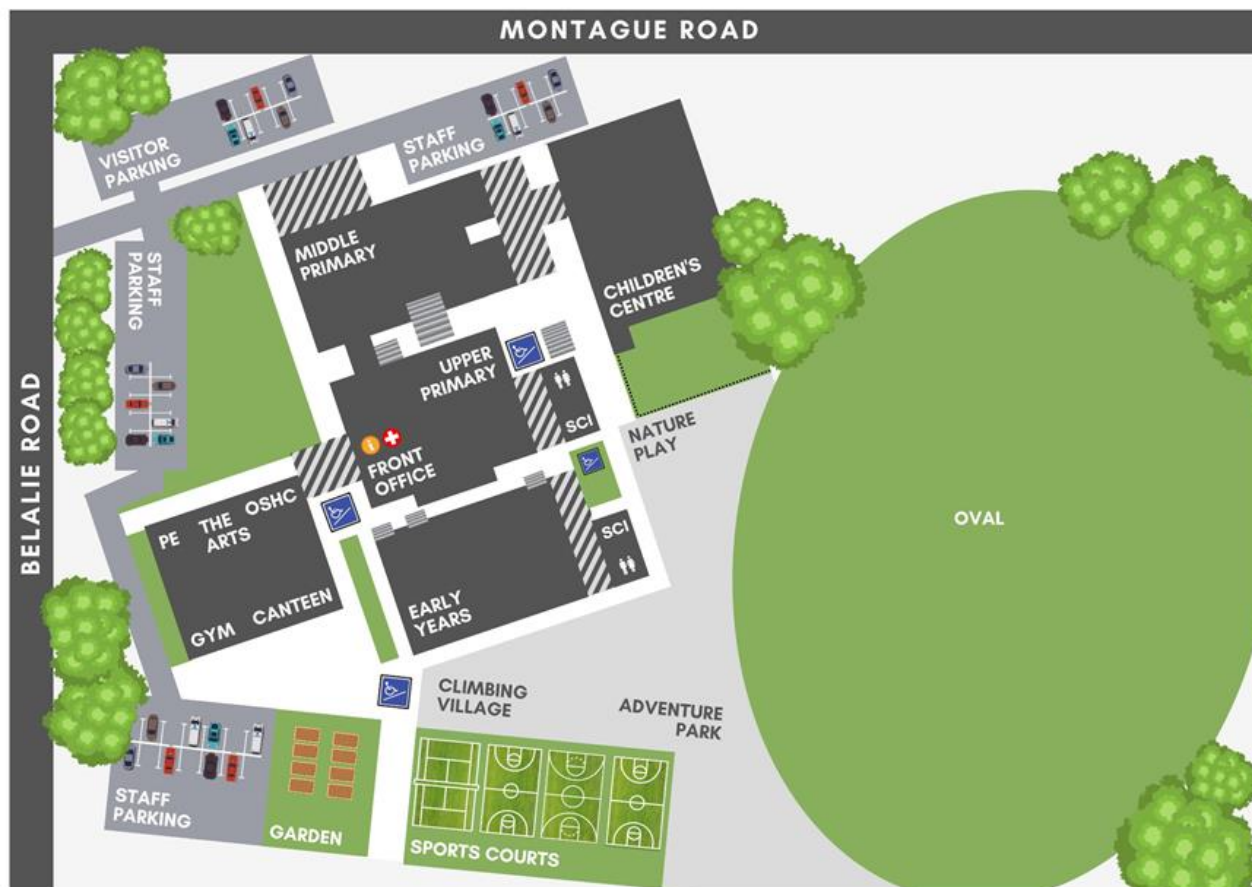 MONTAGUE ROAD
VISITOR
PARKING
STAFF
PARKING
STAFF
PARKING
MIDDLE
PRIMARY
CHILDREN'S
CENTRE
UPPER
PRIMARY
SCI
NATURE
PLAY
i
FRONT
OFFICE
BELALIE ROAD
PE
THE
ARTS
OSHC
GYM
CANTEEN
SCI
EARLY
YEARS
OVAL
CLIMBING
VILLAGE
ADVENTURE
PARK
STAFF
PARKING
GARDEN
SPORTS COURTS